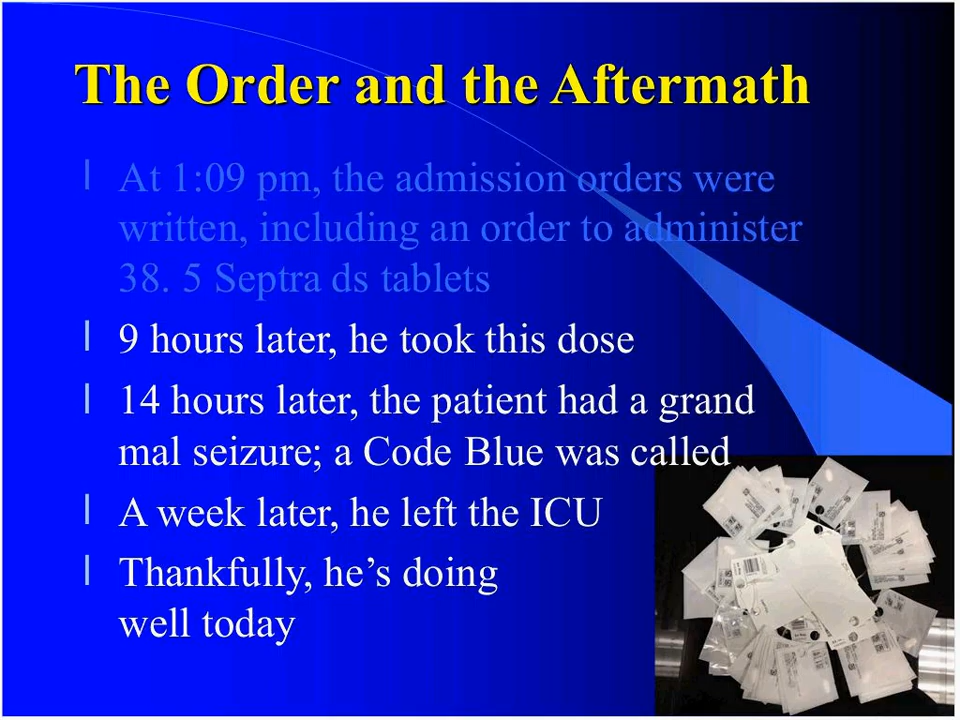 The Order and the Aftermath
l At 1:09 pm, the admission orders were
written, including an order to administer
38. 5 Septra ds tablets
l 9 hours later, he took this dose
l 14 hours later, the patient had a grand
mal seizure; a Code Blue was called
l A week later, he left the ICU
l Thankfully, he’s doing
well today